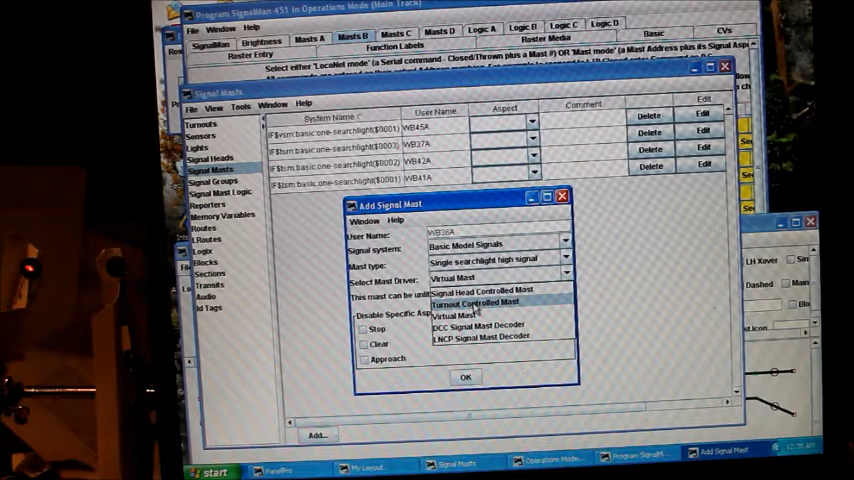 Program SignalMan 451 in Operations Mode (Main Track)
File Window Help
SignalMan Brightness Masts A Masts B Masts C Masts D Logic A Logic B Logic C Logic D
Roster Entry Function Labels Roster Media Basic CVs
Select either 'LocoNet mode' (a Serial command - Closed/Thrown plus a Mast #) OR 'Mast mode' (a Mast Address plus its Signal
Signal Masts
File View Tools Window Help
System Name User Name Aspect Comment Edit
IF$vsm:basic:one-searchlight($0001) WB45A Delete Edit
IF$tsm:basic:one-searchlight($0003) WB37A Delete Edit
IF$tsm:basic:one-searchlight($0002) WB42A Delete Edit
IF$tsm:basic:one-searchlight($0001) WB41A Delete Edit
Turnouts
Sensors
Lights
Signal Heads
Signal Masts
Signal Groups
Signal Mast Logic
Reporters
Memory Variables
Routes
LRoutes
Logix
Blocks
Sections
Transits
Audio
Id Tags
Add Signal Mast
Window Help
User Name: WB36A
Signal system: Basic Model Signals
Mast type: Single searchlight high signal
Select Mast Driver: Virtual Mast
Signal Head Controlled Mast
Turnout Controlled Mast
Virtual Mast
DCC Signal Mast Decoder
LNCP Signal Mast Decoder
This mast can be unlit
Disable Specific Asp
Stop
Clear
Approach
OK
Add...
LH Xover
Dashed Main
start PanelPro My Layout Signal Masts Operations Mode... Program SignalM... Add Signal Mast